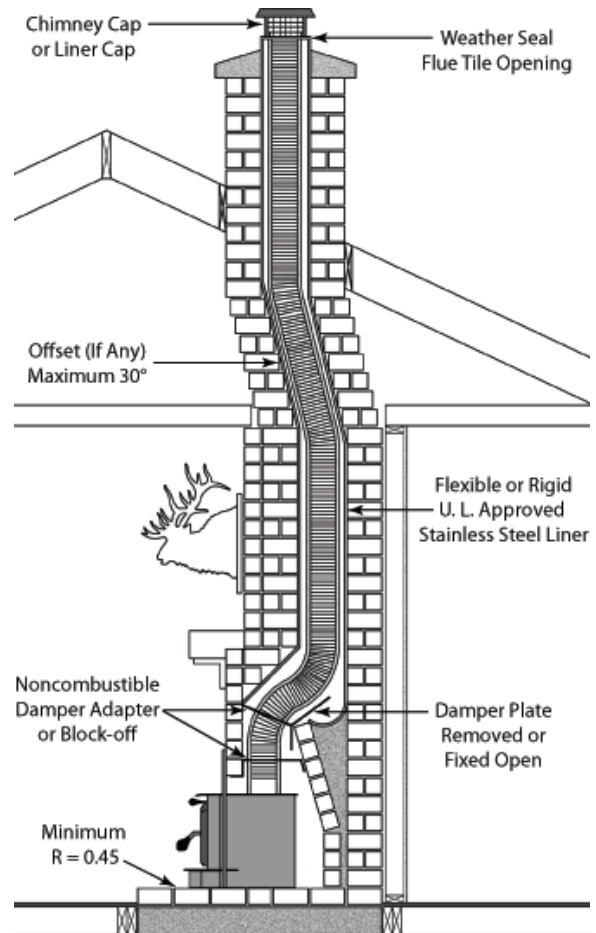 Chimney Cap
or Liner Cap
Weather Seal
Flue Tile Opening
Offset (If Any)
Maximum 30°
Flexible or Rigid
U. L. Approved
Stainless Steel Liner
Noncombustible
Damper Adapter
or Block-off
Damper Plate
Removed or
Fixed Open
Minimum
R = 0.45